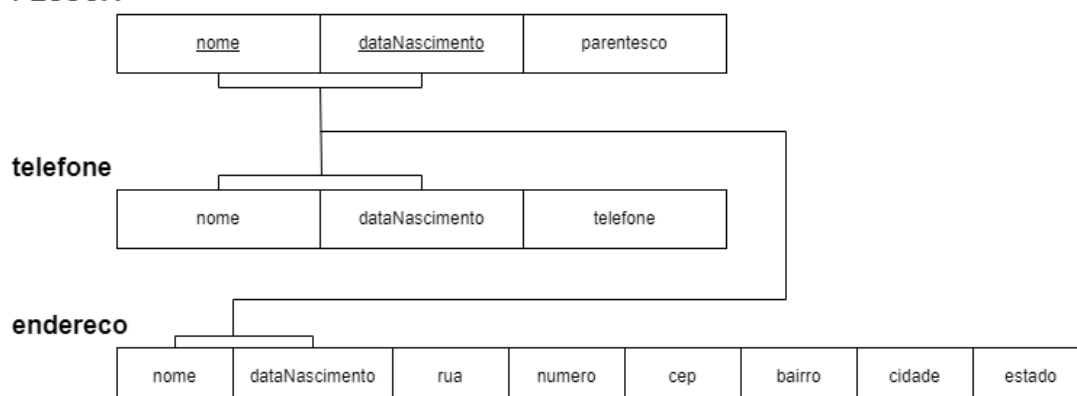 nome dataNascimento parentesco
telefone
nome dataNascimento telefone
endereco
nome dataNascimento rua numero cep bairro cidade estado